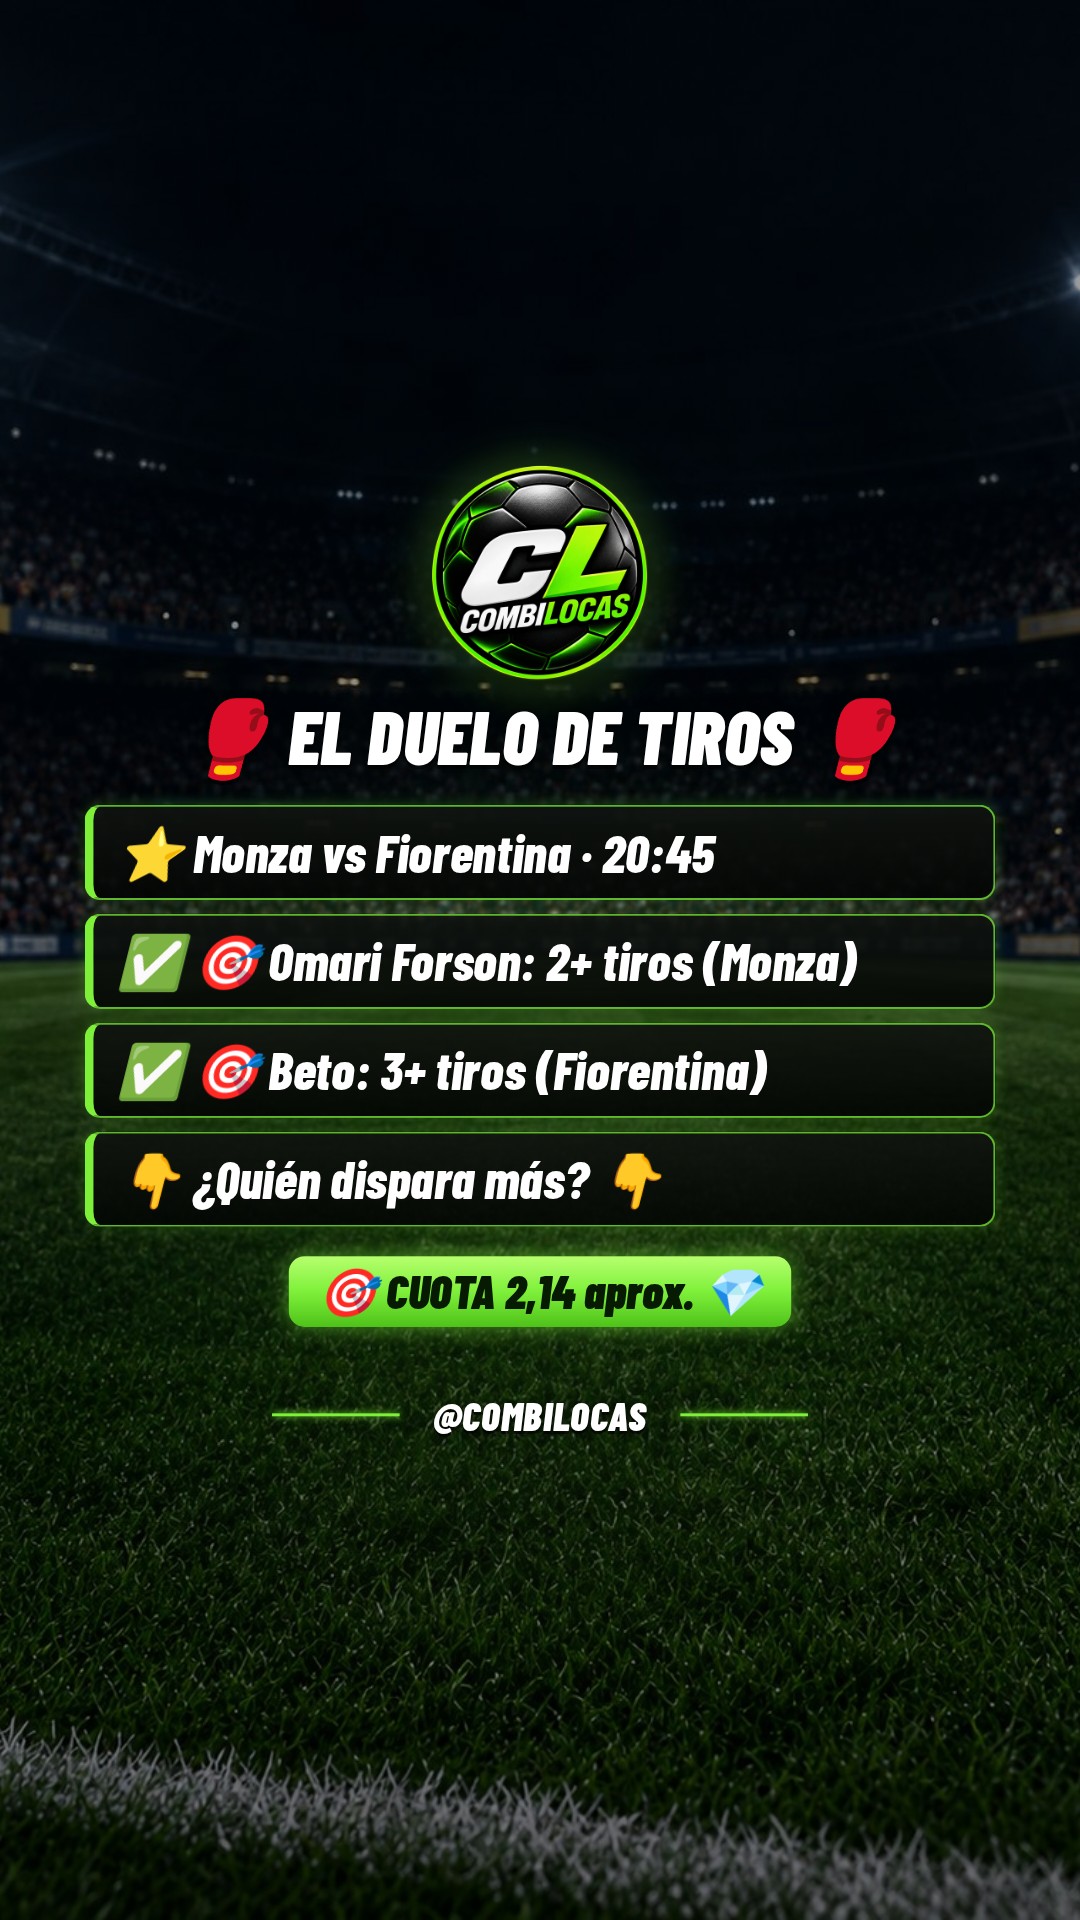 CL
COMBILOCAS
🥊 EL DUELO DE TIROS 🥊
⭐ Monza vs Fiorentina · 20:45
✅ 🎯 Omari Forson: 2+ tiros (Monza)
✅ 🎯 Beto: 3+ tiros (Fiorentina)
👇 ¿Quién dispara más? 👇
🎯 CUOTA 2,14 aprox. 💎
@COMBILOCAS